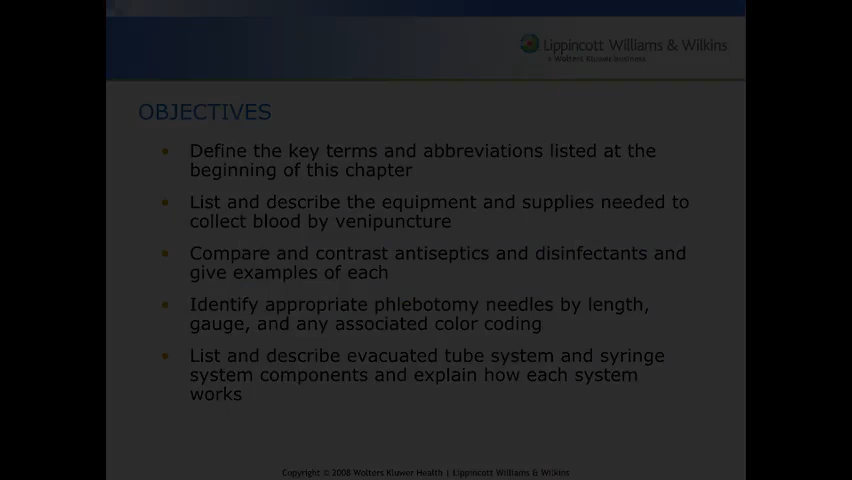 Lippincott Williams & Wilkins
a Wolters Kluwer business
OBJECTIVES
• Define the key terms and abbreviations listed at the
beginning of this chapter
• List and describe the equipment and supplies needed to
collect blood by venipuncture
• Compare and contrast antiseptics and disinfectants and
give examples of each
• Identify appropriate phlebotomy needles by length,
gauge, and any associated color coding
• List and describe evacuated tube system and syringe
system components and explain how each system
works
Copyright © 2008 Wolters Kluwer Health | Lippincott Williams & Wilkins